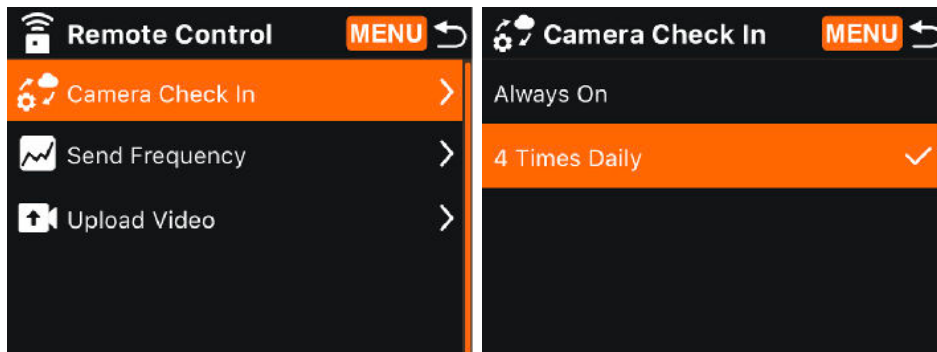 Remote Control MENU
Camera Check In
Send Frequency
Upload Video
Camera Check In MENU
Always On
4 Times Daily